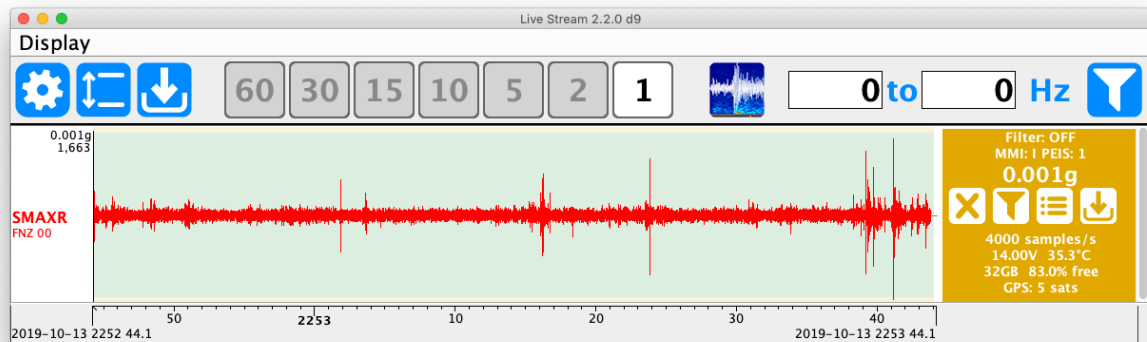 Live Stream 2.2.0 d9
Display
60 30 15 10 5 2 1 0 to 0 Hz
0.001g
1,663
SMAXR
FNZ 00
Filter: OFF
MMI: I PEIS: 1
0.001g
4000 samples/s
14.00V 35.3°C
32GB 83.0% free
GPS: 5 sats
50 2253 10 20 30 40
2019-10-13 2252 44.1 2019-10-13 2253 44.1